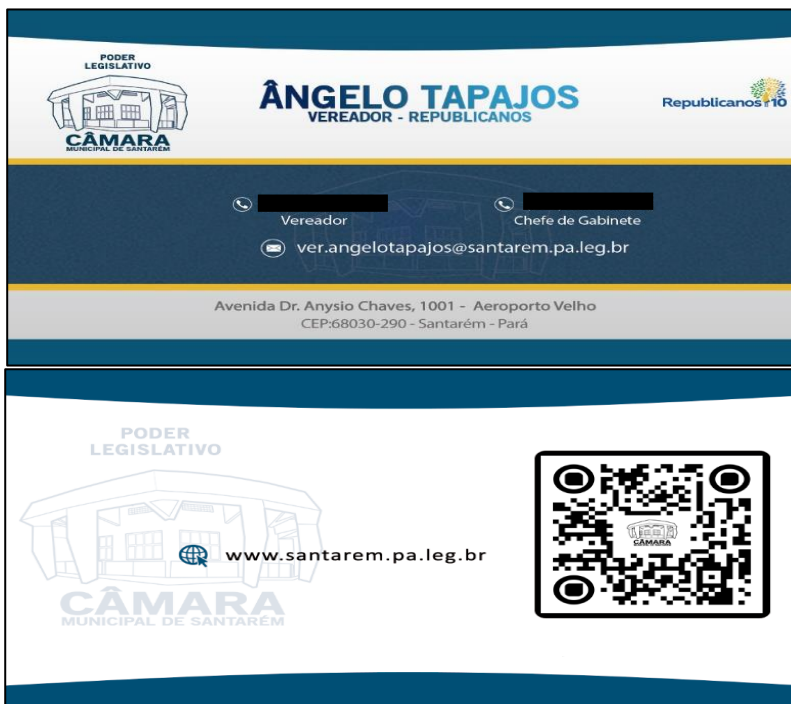 PODER
LEGISLATIVO
CÂMARA
MUNICIPAL DE SANTARÉM
ÂNGELO TAPAJOS
VEREADOR - REPUBLICANOS
Republicanos 10
Vereador
Chefe de Gabinete
ver.angelotapajos@santarem.pa.leg.br
Avenida Dr. Anysio Chaves, 1001 - Aeroporto Velho
CEP:68030-290 - Santarém - Pará
PODER
LEGISLATIVO
www.santarem.pa.leg.br
CÂMARA
MUNICIPAL DE SANTARÉM
CÂMARA